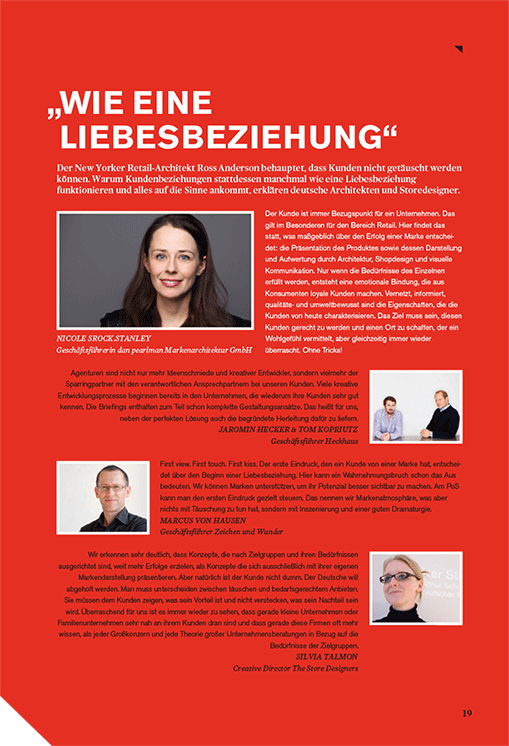 „WIE EINE
LIEBESBEZIEHUNG“
Der New Yorker Retail-Architekt Ross Anderson behauptet, dass Kunden nicht getäuscht werden
können. Warum Kundenbeziehungen stattdessen manchmal wie eine Liebesbeziehung
funktionieren und alles auf die Sinne ankommt, erklären deutsche Architekten und Storedesigner.
Der Kunde ist immer Bezugspunkt für ein Unternehmen. Das
gilt im Besonderen für den Bereich Retail. Hier findet das
statt, was maßgeblich über den Erfolg einer Marke entschei-
det: die Präsentation des Produktes sowie dessen Darstellung
und Aufwertung durch Architektur, Shopdesign und visuelle
Kommunikation. Nur wenn die Bedürfnisse des Einzelnen
erfüllt werden, entsteht eine emotionale Bindung, die aus
Konsumenten loyale Kunden machen. Vernetzt, informiert,
qualitäts- und umweltbewusst sind die Eigenschaften, die die
Kunden von heute charakterisieren. Das Ziel muss sein, diesen
Kunden gerecht zu werden und einen Ort zu schaffen, der ein
Wohlgefühl vermittelt, aber gleichzeitig immer wieder
überrascht. Ohne Tricks!
NICOLE SROCK.STANLEY
Geschäftsführerin dan pearlman Markenarchitektur GmbH
Agenturen sind nicht nur mehr Ideenschmiede und kreativer Entwickler, sondern vielmehr der
Sparringpartner mit den verantwortlichen Ansprechpartnern bei unseren Kunden. Viele kreative
Entwicklungsprozesse beginnen bereits in den Unternehmen, die wiederum ihre Kunden sehr gut
kennen. Die Briefings enthalten zum Teil schon komplette Gestaltungsansätze. Das heißt für uns,
neben der perfekten Lösung auch die begründete Herleitung dafür zu liefern.
JAROMIN HECKER & TOM KOPRIUTZ
Geschäftsführer Heckhaus
First view. First touch. First kiss. Der erste Eindruck, den ein Kunde von einer Marke hat, entschei-
det über den Beginn einer Liebesbeziehung. Hier kann ein Wahrnehmungsbruch schon das Aus
bedeuten. Wir können Marken unterstützen, um ihr Potenzial besser sichtbar zu machen. Am PoS
kann man den ersten Eindruck gezielt steuern. Das nennen wir Markenatmosphäre, was aber
nichts mit Täuschung zu tun hat, sondern mit Inszenierung und einer guten Dramaturgie.
MARCUS VON HAUSEN
Geschäftsführer Zeichen und Wunder
Wir erkennen sehr deutlich, dass Konzepte, die nach Zielgruppen und ihren Bedürfnissen
ausgerichtet sind, weit mehr Erfolge erzielen, als Konzepte die sich ausschließlich mit ihrer eigenen
Markendarstellung präsentieren. Aber natürlich ist der Kunde nicht dumm. Der Deutsche will
abgeholt werden. Man muss unterscheiden zwischen täuschen und bedarfsgerechtem Anbieten.
Sie müssen dem Kunden zeigen, was sein Vorteil ist und nicht verstecken, was sein Nachteil sein
wird. Überraschend für uns ist es immer wieder zu sehen, dass gerade kleine Unternehmen oder
Familienunternehmen sehr nah an ihrem Kunden dran sind und dass gerade diese Firmen oft mehr
wissen, als jeder Großkonzern und jede Theorie großer Unternehmensberatungen in Bezug auf die
Bedürfnisse der Zielgruppen.
SILVIA TALMON
Creative Director The Store Designers
19